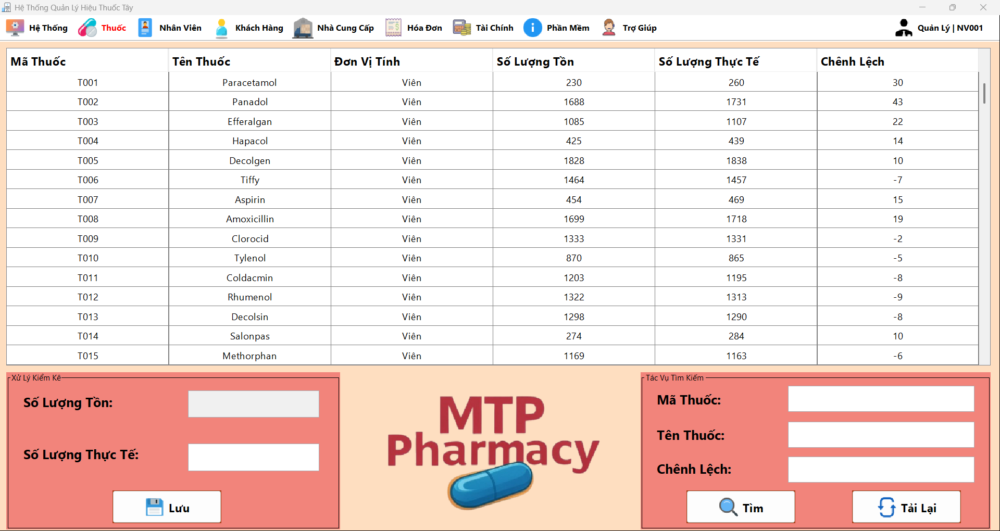 Hệ Thống Quản Lý Hiệu Thuốc Tây
Hệ Thống Thuốc Nhân Viên Khách Hàng Nhà Cung Cấp Hóa Đơn Tài Chính Phần Mềm Trợ Giúp Quản Lý | NV001
Mã Thuốc Tên Thuốc Đơn Vị Tính Số Lượng Tồn Số Lượng Thực Tế Chênh Lệch
T001 Paracetamol Viên 230 260 30
T002 Panadol Viên 1688 1731 43
T003 Efferalgan Viên 1085 1107 22
T004 Hapacol Viên 425 439 14
T005 Decolgen Viên 1828 1838 10
T006 Tiffy Viên 1464 1457 -7
T007 Aspirin Viên 454 469 15
T008 Amoxicillin Viên 1699 1718 19
T009 Clorocid Viên 1333 1331 -2
T010 Tylenol Viên 870 865 -5
T011 Coldacmin Viên 1203 1195 -8
T012 Rhumenol Viên 1322 1313 -9
T013 Decolsin Viên 1298 1290 -8
T014 Salonpas Viên 274 284 10
T015 Methorphan Viên 1169 1163 -6
Xử Lý Kiểm Kê
Số Lượng Tồn:
Số Lượng Thực Tế:
Lưu
MTP
Pharmacy
Tác Vụ Tìm Kiếm
Mã Thuốc:
Tên Thuốc:
Chênh Lệch:
Tìm Tải Lại